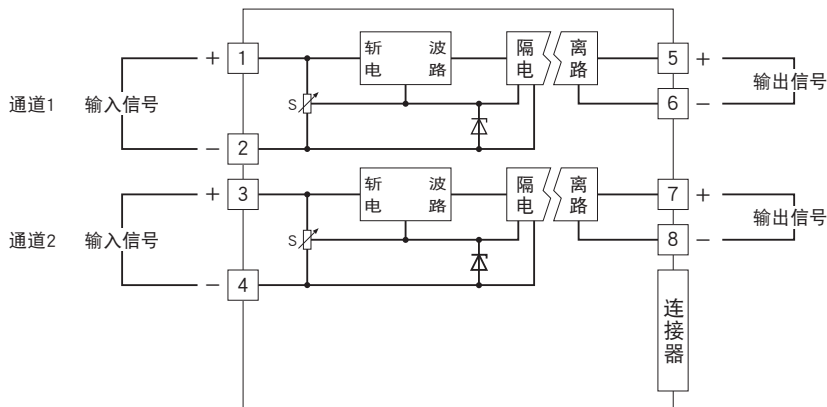 + 1 斩 波 隔 离 5 +
电 路 电 路
通道1 输入信号 S 6 − 输出信号
− 2
+ 3 斩 波 隔 离 7 +
电 路 电 路
通道2 输入信号 S 8 − 输出信号
− 4
连接器